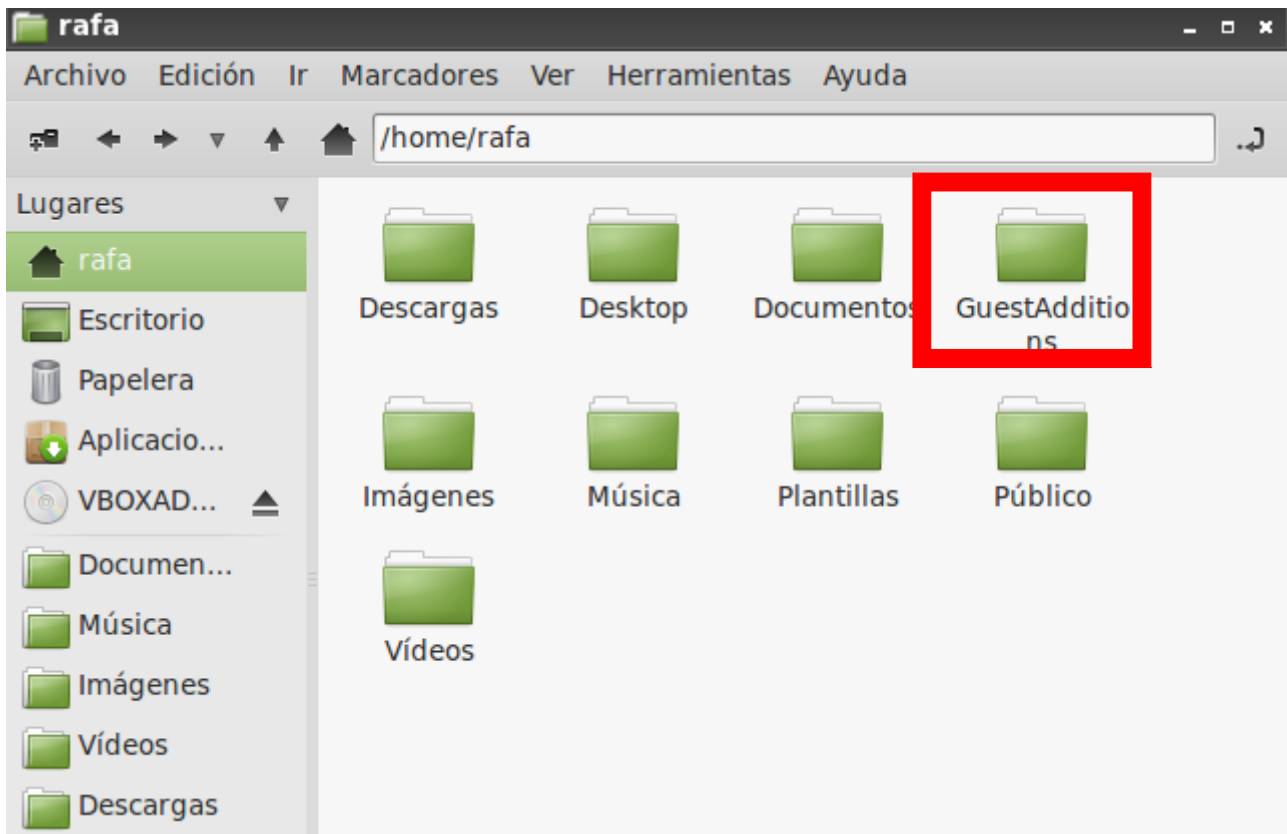 rafa
Archivo Edición Ir Marcadores Ver Herramientas Ayuda
/home/rafa
Lugares
rafa
Escritorio
Papelera
Aplicacio...
VBOXAD...
Documen...
Música
Imágenes
Vídeos
Descargas
Descargas Desktop Documentos GuestAdditio
ns
Imágenes Música Plantillas Público
Vídeos